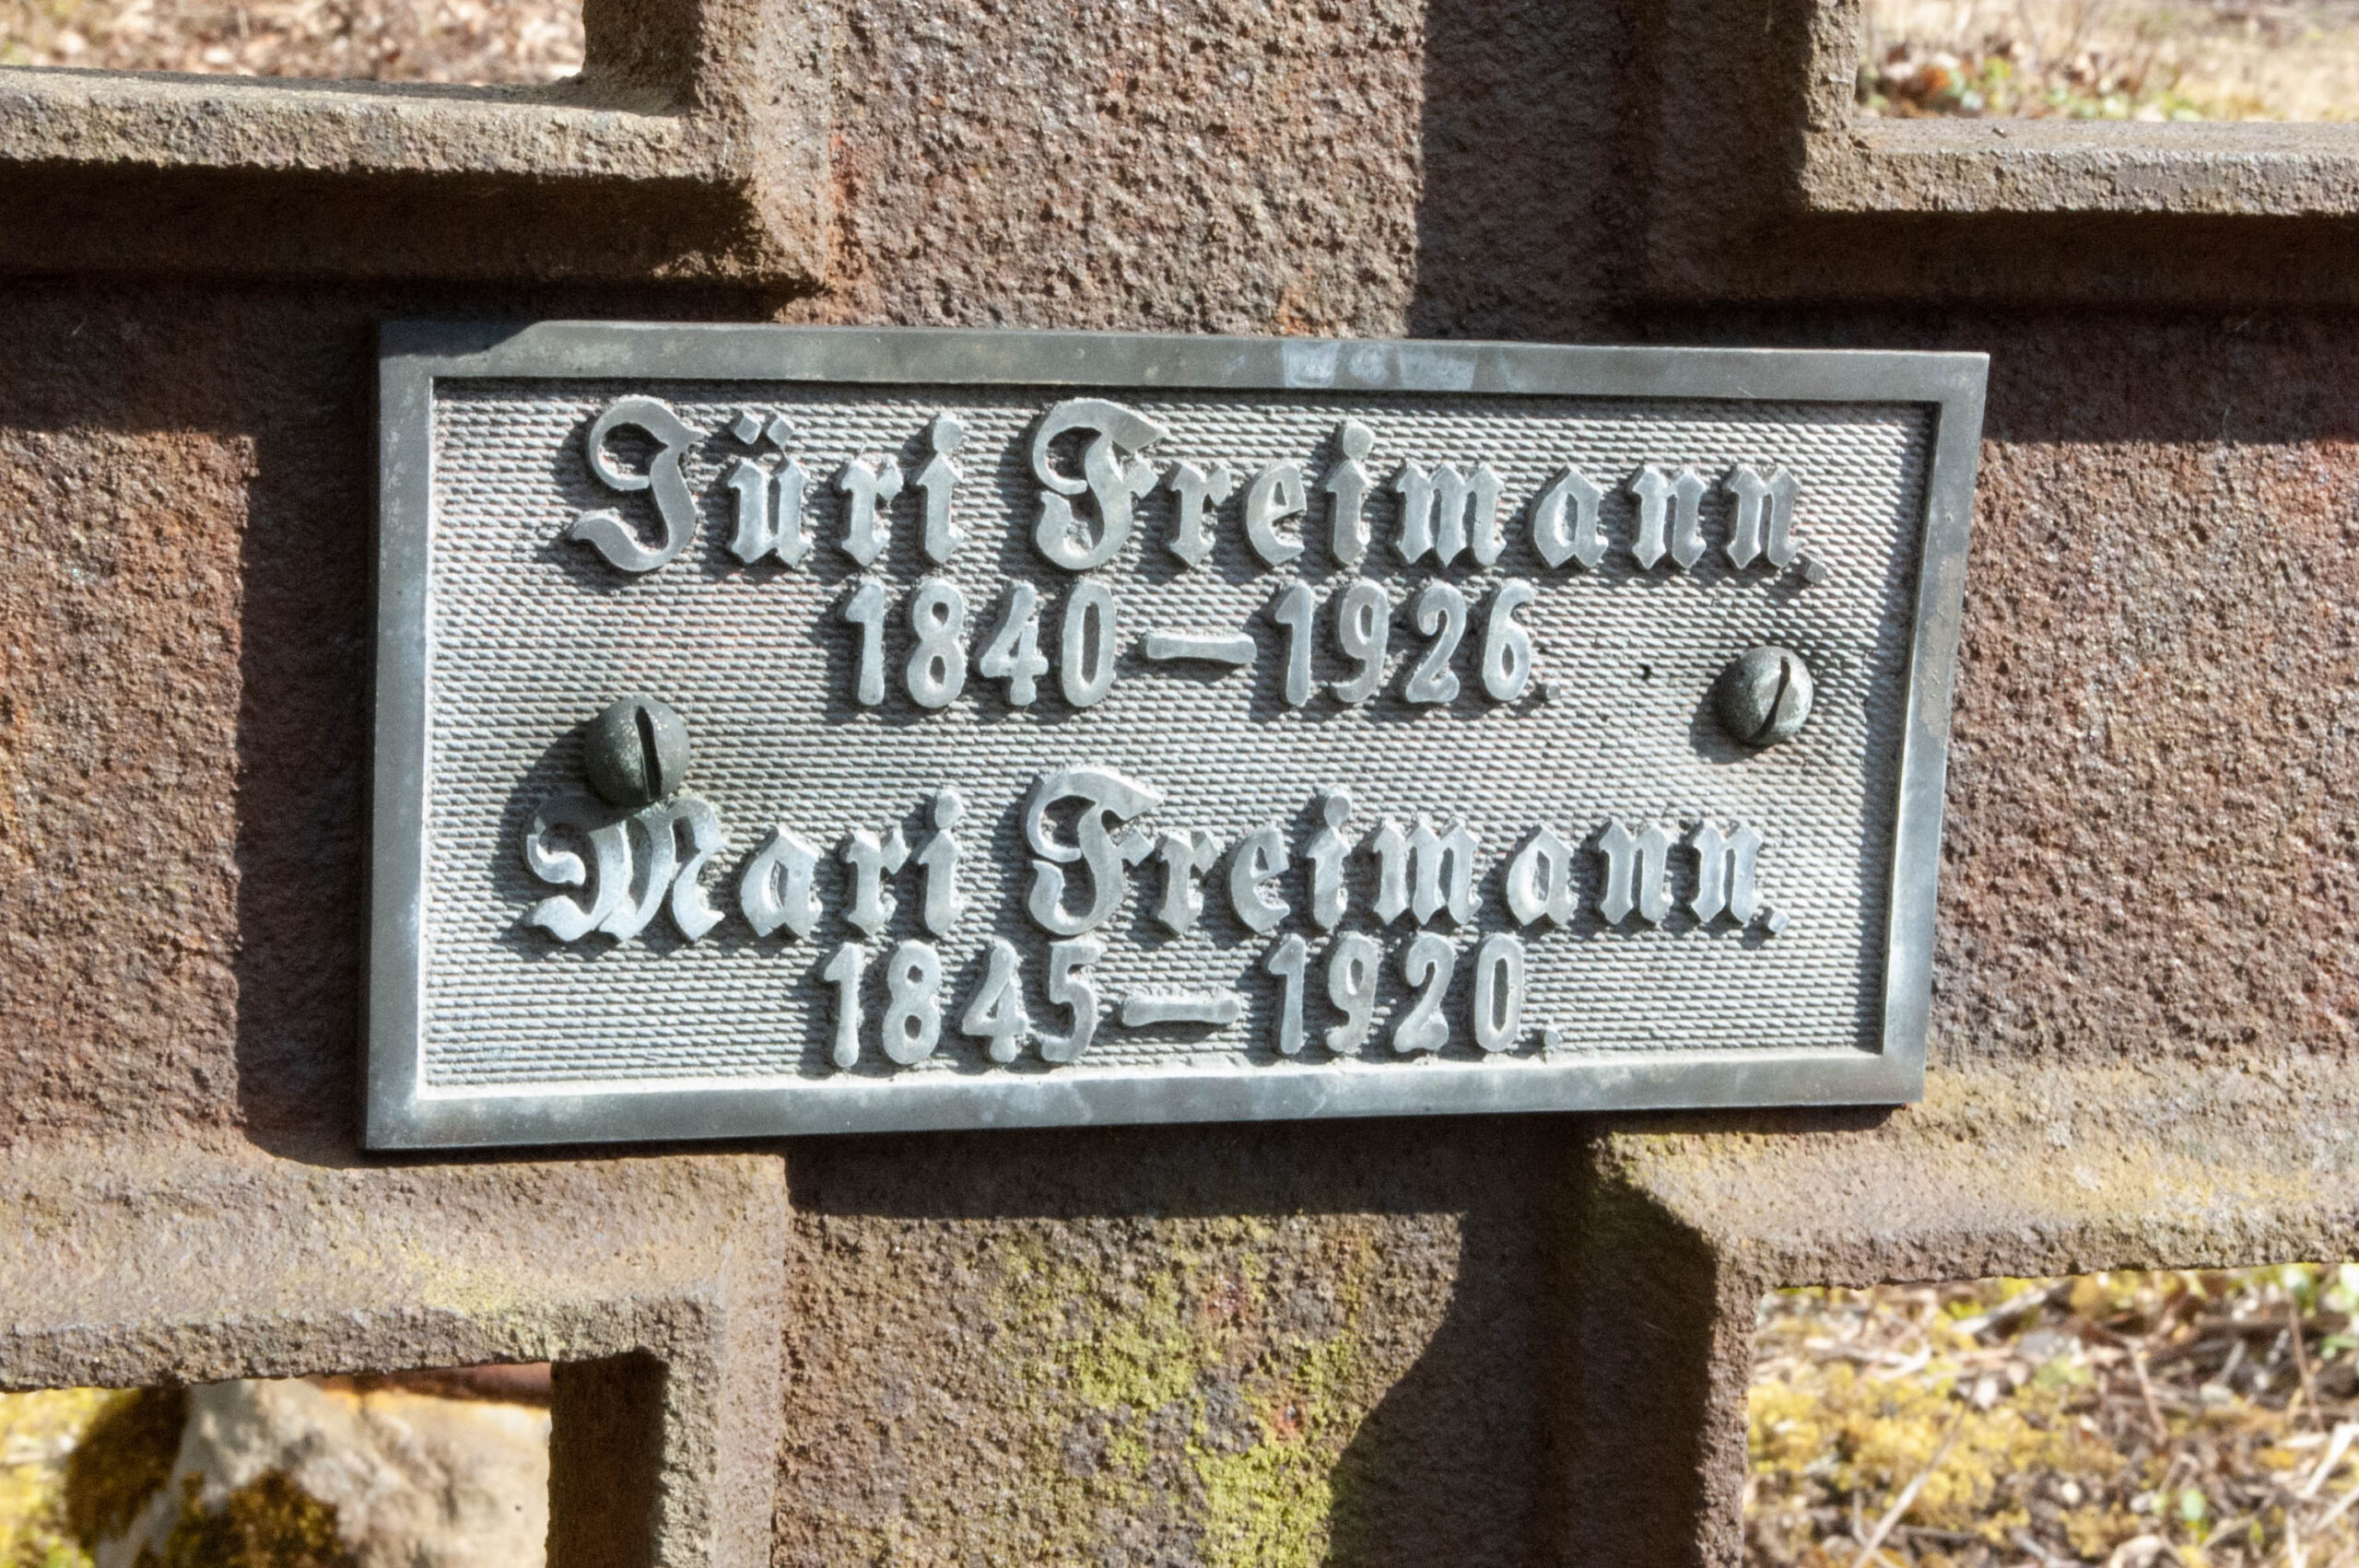 Jüri Freimann,
1840—1926.
Mari Freimann,
1845—1920.